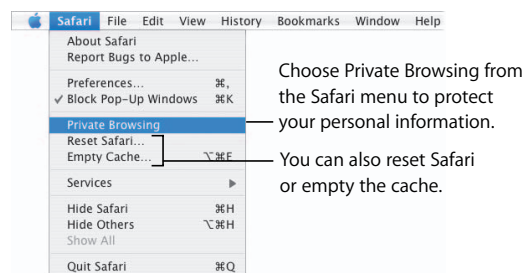 Safari File Edit View History Bookmarks Window Help
About Safari
Report Bugs to Apple...
Preferences... ⌘,
✓ Block Pop-Up Windows ⌘K
Private Browsing
Reset Safari...
Empty Cache... ⌥⌘E
Services ▶
Hide Safari ⌘H
Hide Others ⌥⌘H
Show All
Quit Safari ⌘Q
Choose Private Browsing from
the Safari menu to protect
your personal information.
You can also reset Safari
or empty the cache.